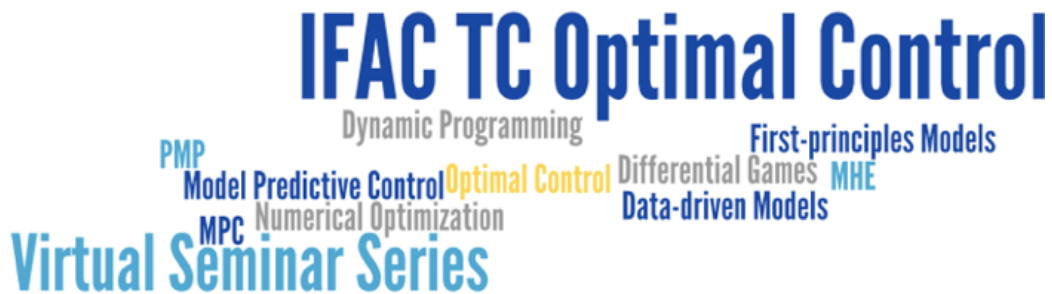 IFAC TC Optimal Control
Dynamic Programming
First-principles Models
PMP
Differential Games
MHE
Model Predictive Control
Optimal Control
Data-driven Models
Numerical Optimization
MPC
Virtual Seminar Series